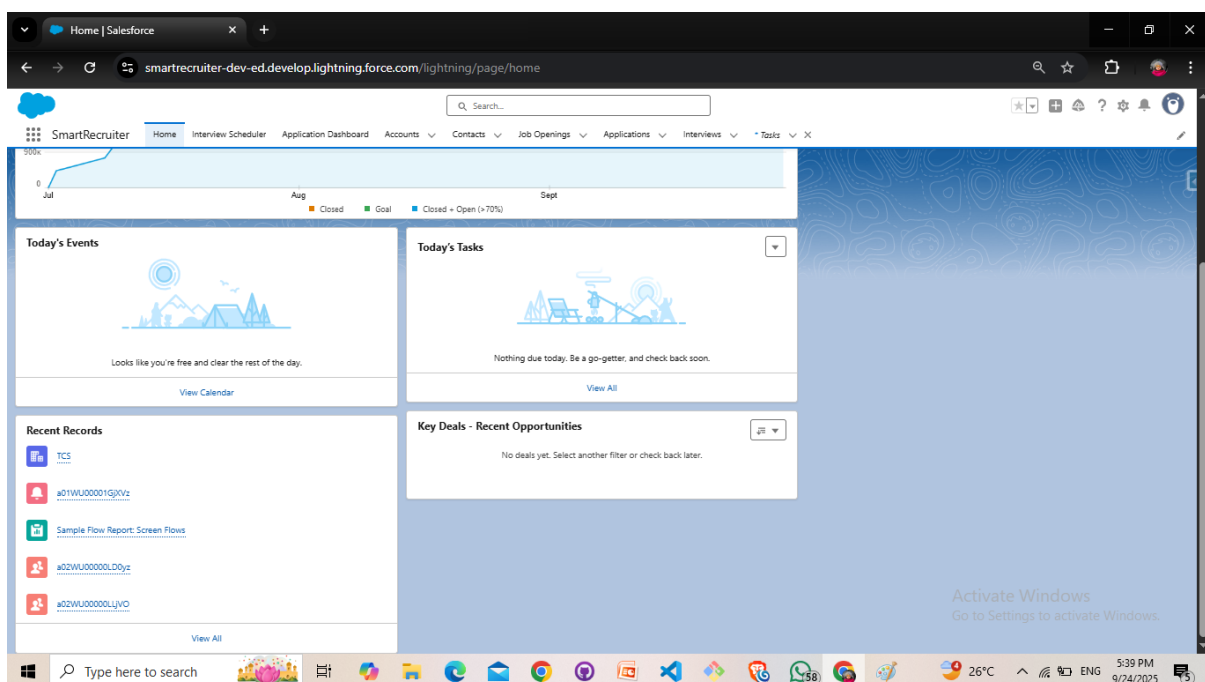 Home | Salesforce
smartrecruiter-dev-ed.develop.lightning.force.com/lightning/page/home
Search...
SmartRecruiter Home Interview Scheduler Application Dashboard Accounts Contacts Job Openings Applications Interviews * Tasks
900K
0
Jul Aug Sept
Closed Goal Closed + Open (>70%)
Today's Events
Looks like you're free and clear the rest of the day.
View Calendar
Today's Tasks
Nothing due today. Be a go-getter, and check back soon.
View All
Recent Records
TCS
a01WU00001GjXVz
Sample Flow Report: Screen Flows
a02WU00000LD0yz
a02WU00000LLjVO
View All
Key Deals - Recent Opportunities
No deals yet. Select another filter or check back later.
Activate Windows
Go to Settings to activate Windows.
Type here to search
58
26°C
ENG
5:39 PM
9/24/2025
5